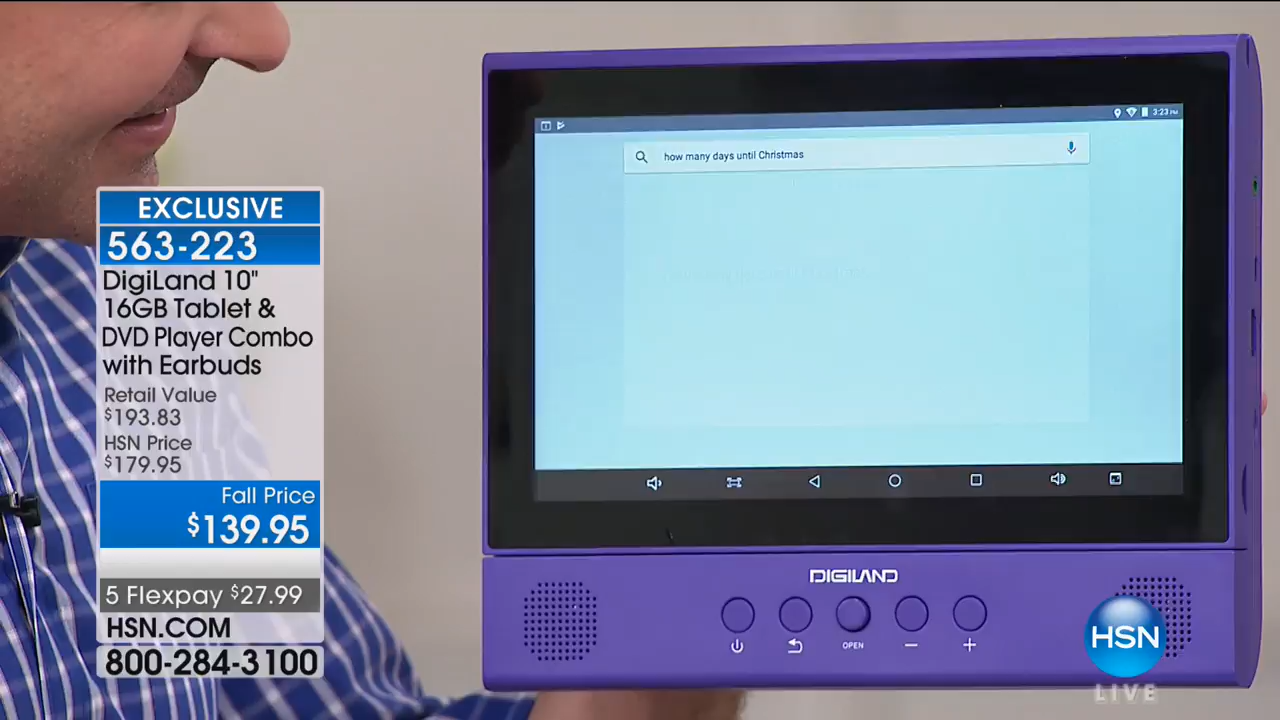 EXCLUSIVE
563-223
DigiLand 10"
16GB Tablet &
DVD Player Combo
with Earbuds
Retail Value
$193.83
HSN Price
$179.95
Fall Price
$139.95
5 Flexpay $27.99
HSN.COM
800-284-3100
3:23 PM
how many days until Christmas
DIGILAND
OPEN
HSN
LIVE